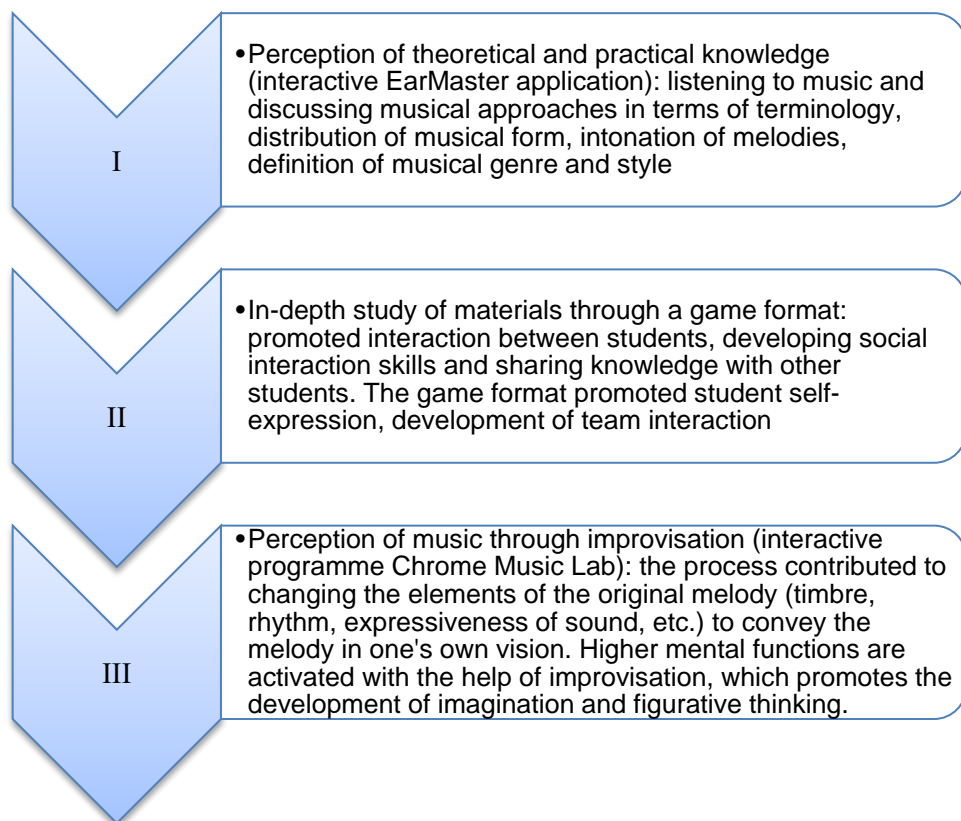 I
•Perception of theoretical and practical knowledge
(interactive EarMaster application): listening to music and
discussing musical approaches in terms of terminology,
distribution of musical form, intonation of melodies,
definition of musical genre and style
II
•In-depth study of materials through a game format:
promoted interaction between students, developing social
interaction skills and sharing knowledge with other
students. The game format promoted student self-
expression, development of team interaction
III
•Perception of music through improvisation (interactive
programme Chrome Music Lab): the process contributed to
changing the elements of the original melody (timbre,
rhythm, expressiveness of sound, etc.) to convey the
melody in one's own vision. Higher mental functions are
activated with the help of improvisation, which promotes the
development of imagination and figurative thinking.